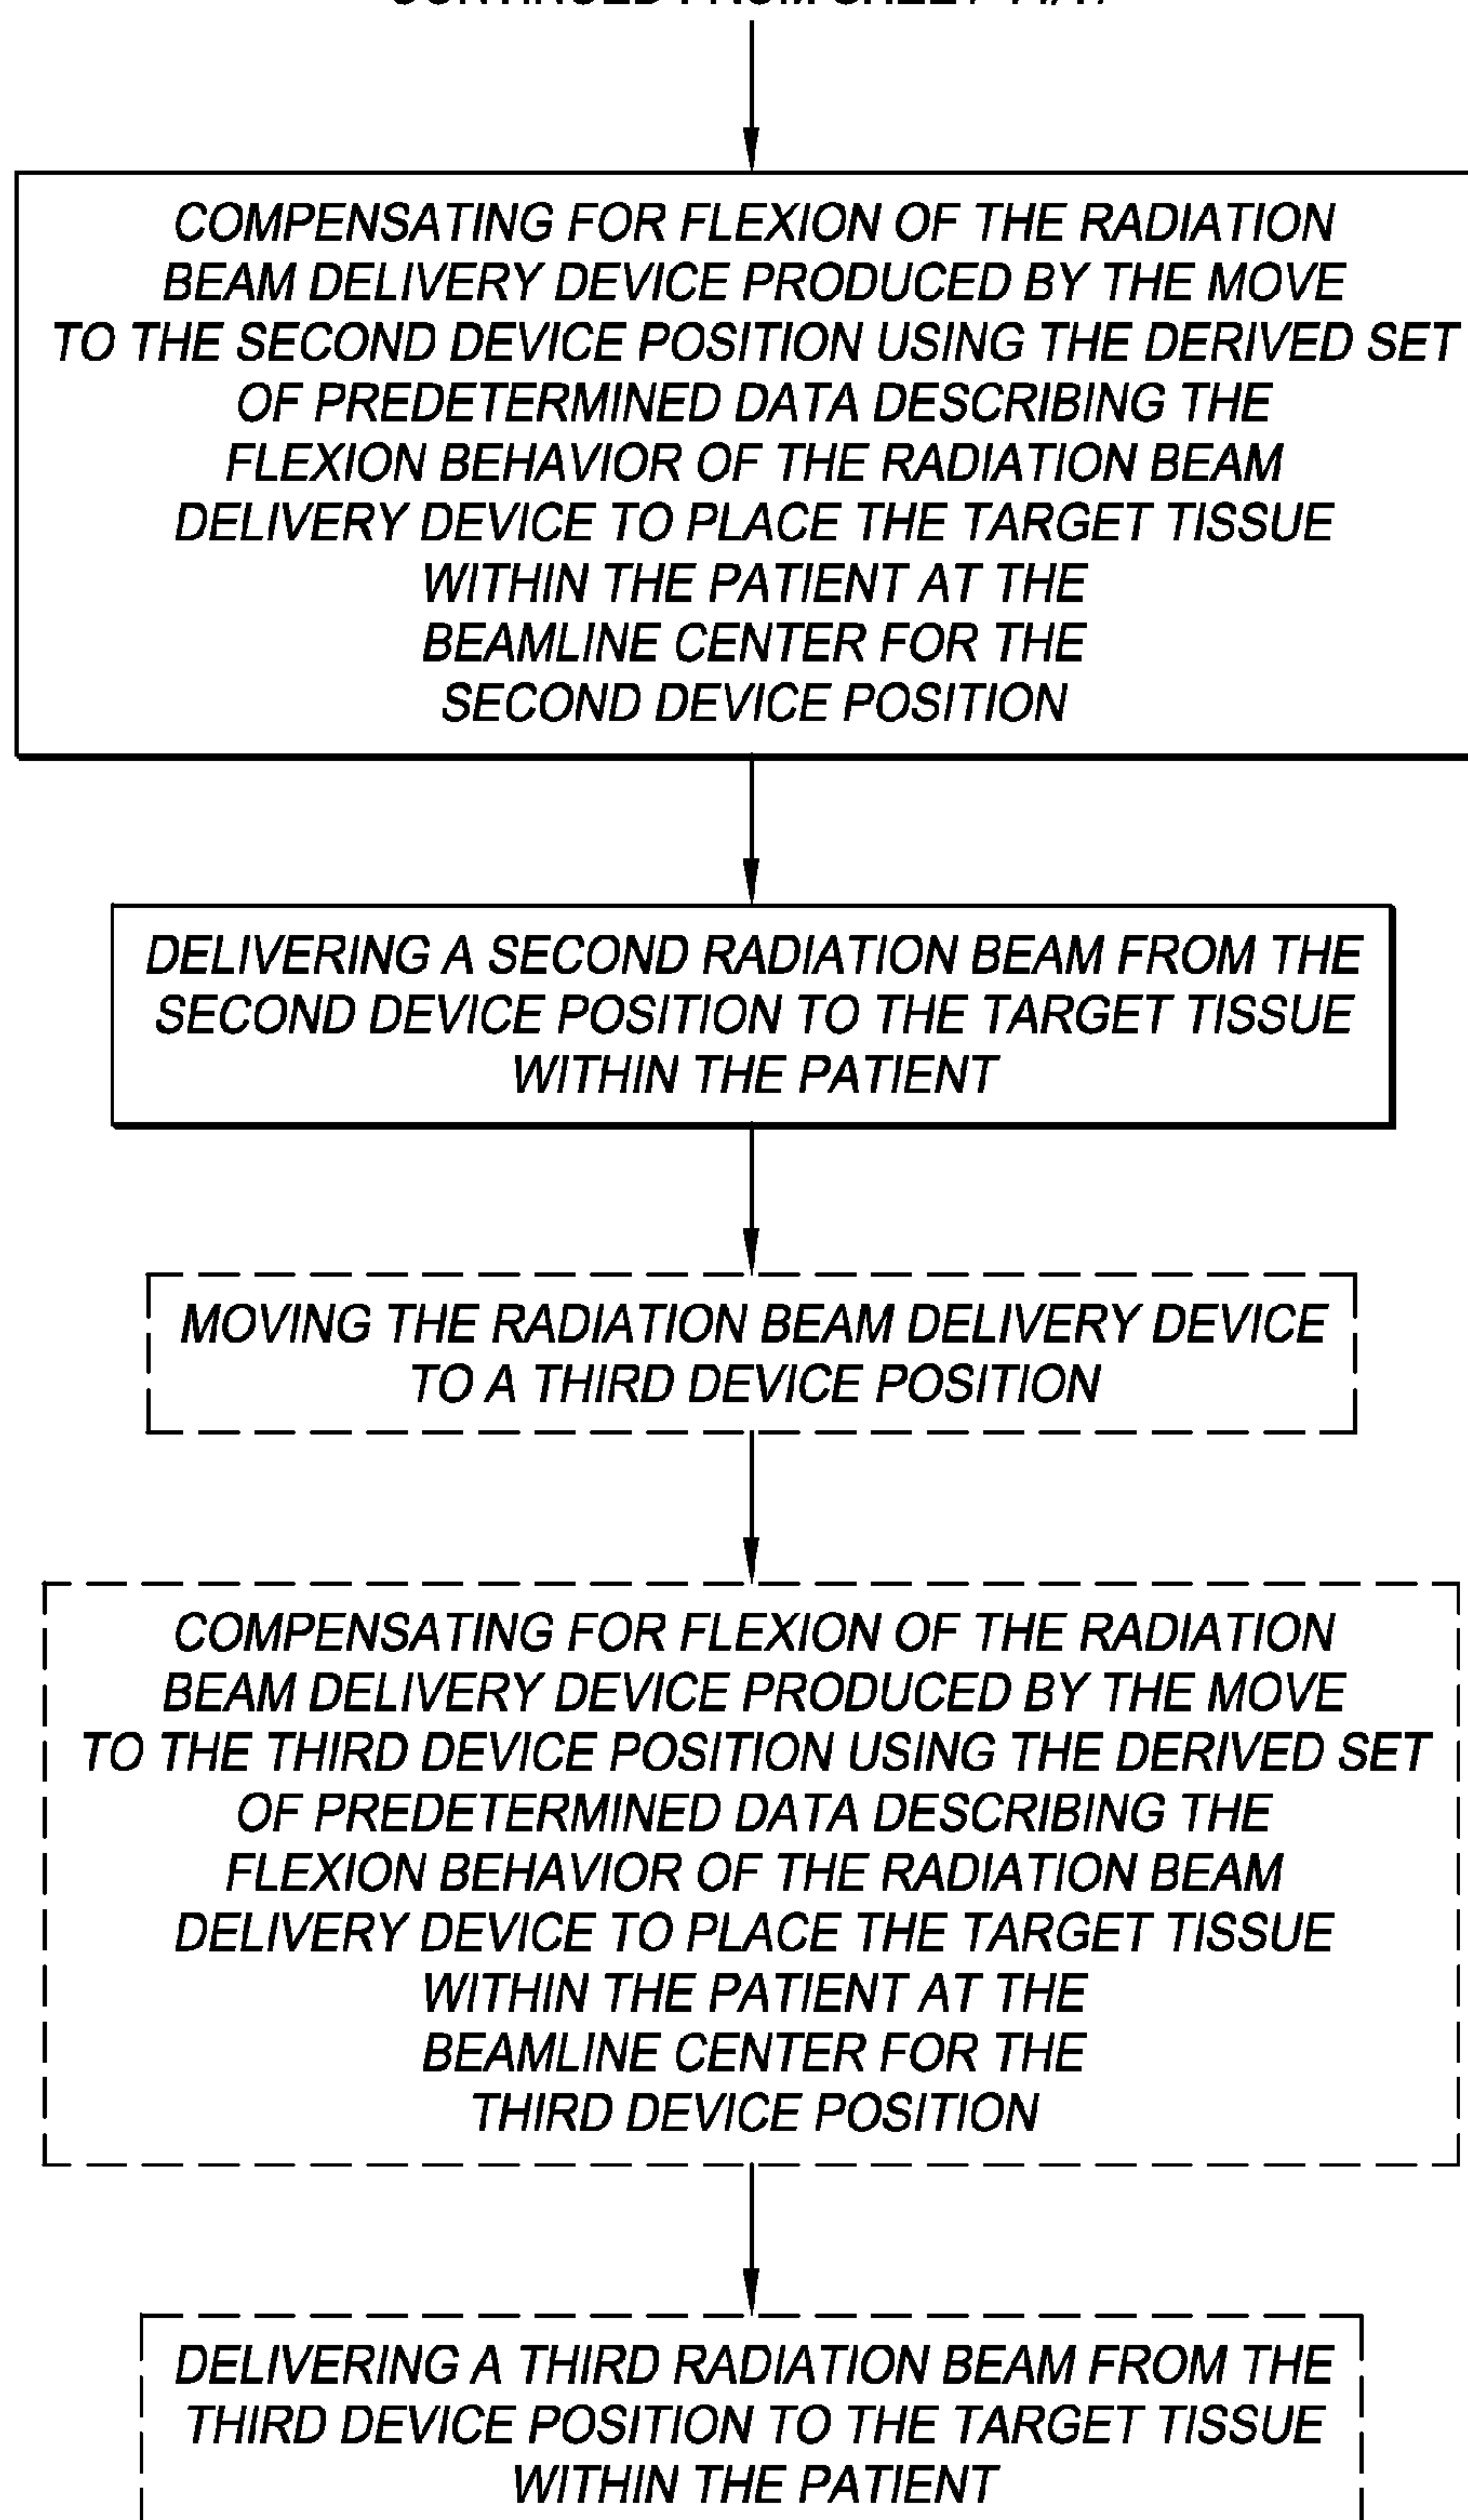 CONTINUED FROM SHEET
COMPENSATING FOR FLEXION OF THE RADIATION
BEAM DELIVERY DEVICE PRODUCED BY THE MOVE
TO THE SECOND DEVICE POSITION USING THE DERIVED SET
OF PREDETERMINED DATA DESCRIBING THE
FLEXION BEHAVIOR OF THE RADIATION BEAM
DELIVERY DEVICE TO PLACE THE TARGET TISSUE
WITHIN THE PATIENT AT THE
BEAMLINE CENTER FOR THE
SECOND DEVICE POSITION
DELIVERING A SECOND RADIATION BEAM FROM THE
SECOND DEVICE POSITION TO THE TARGET TISSUE
WITHIN THE PATIENT
MOVING THE RADIATION BEAM DELIVERY DEVICE
TO A THIRD DEVICE POSITION
COMPENSATING FOR FLEXION OF THE RADIATION
BEAM DELIVERY DEVICE PRODUCED BY THE MOVE
TO THE THIRD DEVICE POSITION USING THE DERIVED SET
OF PREDETERMINED DATA DESCRIBING THE
FLEXION BEHAVIOR OF THE RADIATION BEAM
DELIVERY DEVICE TO PLACE THE TARGET TISSUE
WITHIN THE PATIENT AT THE
BEAMLINE CENTER FOR THE
THIRD DEVICE POSITION
DELIVERING A THIRD RADIATION BEAM FROM THE
THIRD DEVICE POSITION TO THE TARGET TISSUE
WITHIN THE PATIENT